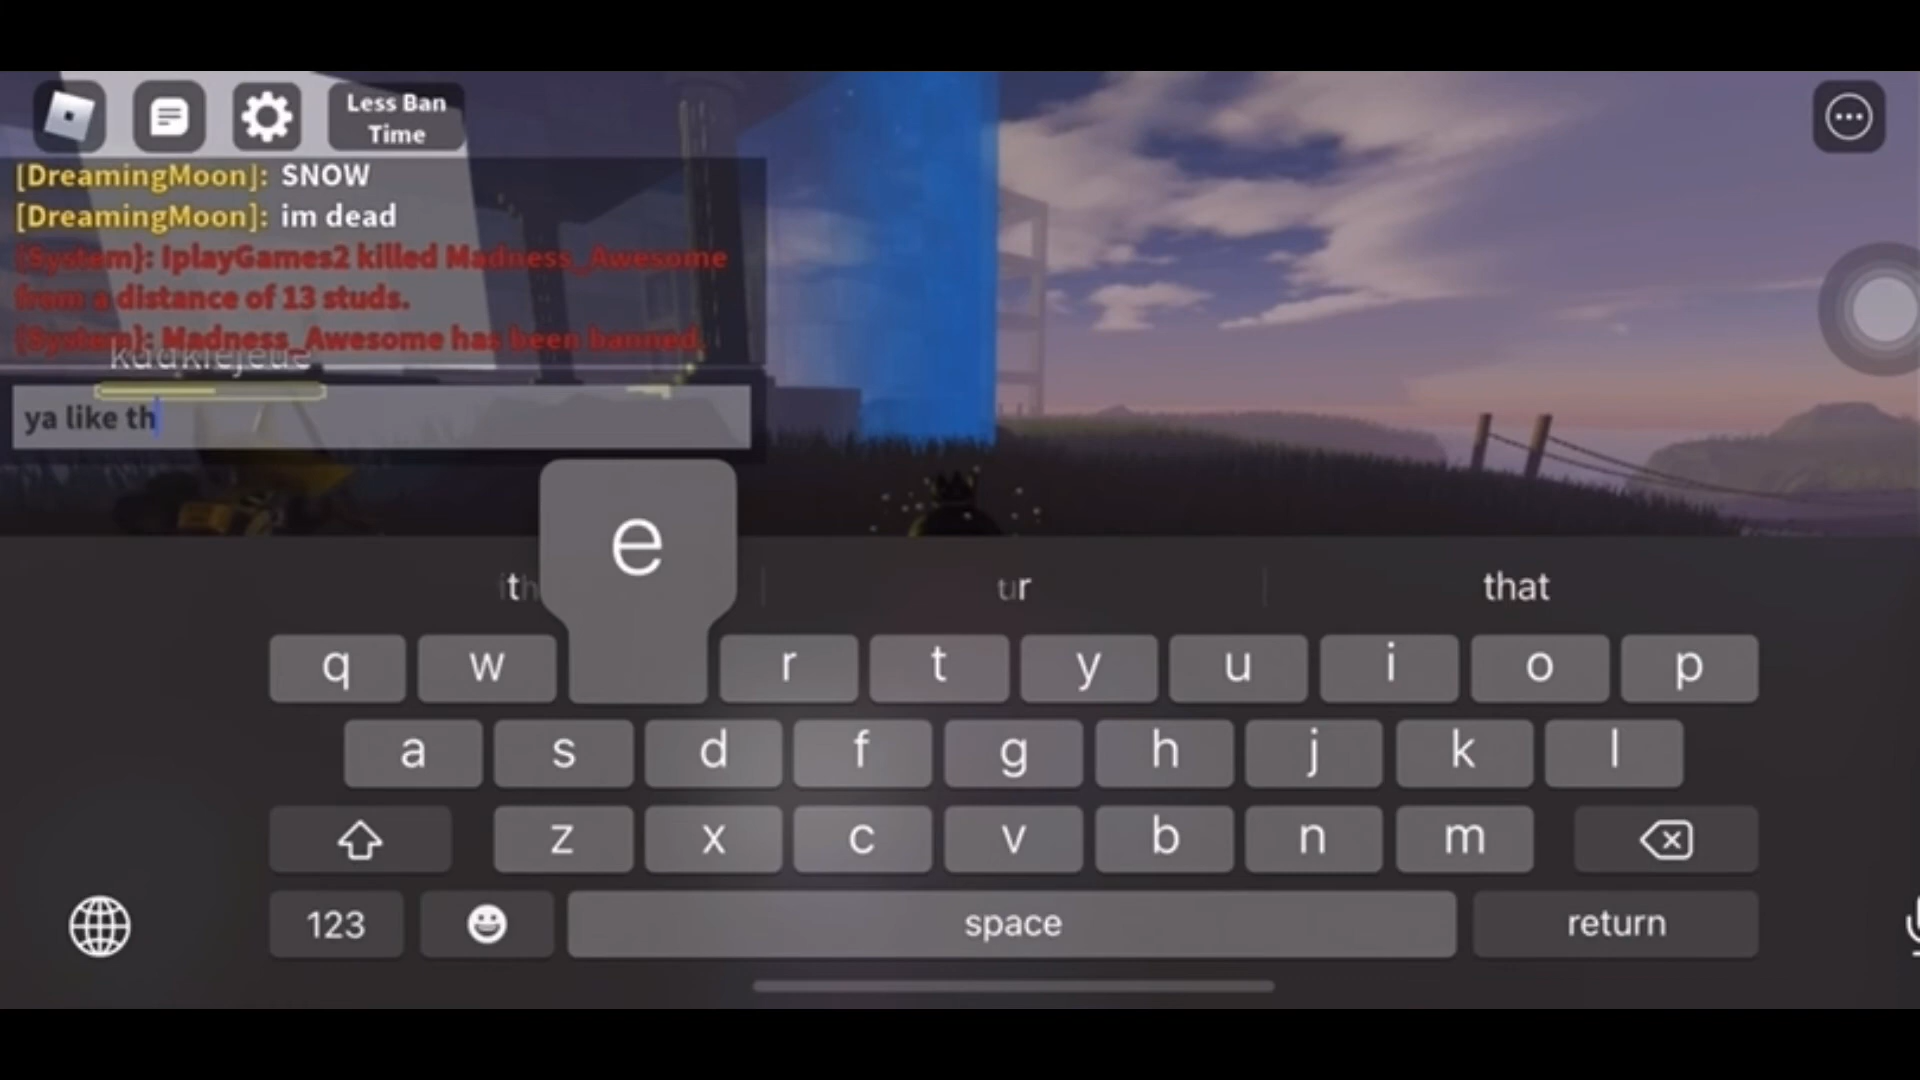 Less Ban
Time
[DreamingMoon]: SNOW
[DreamingMoon]: im dead
{System}: IplayGames2 killed Madness_Awesome
from a distance of 13 studs.
{System}: Madness_Awesome has been banned.
ya like th
e
ur
that
q w r t y u i o p
a s d f g h j k l
z x c v b n m
123 space return